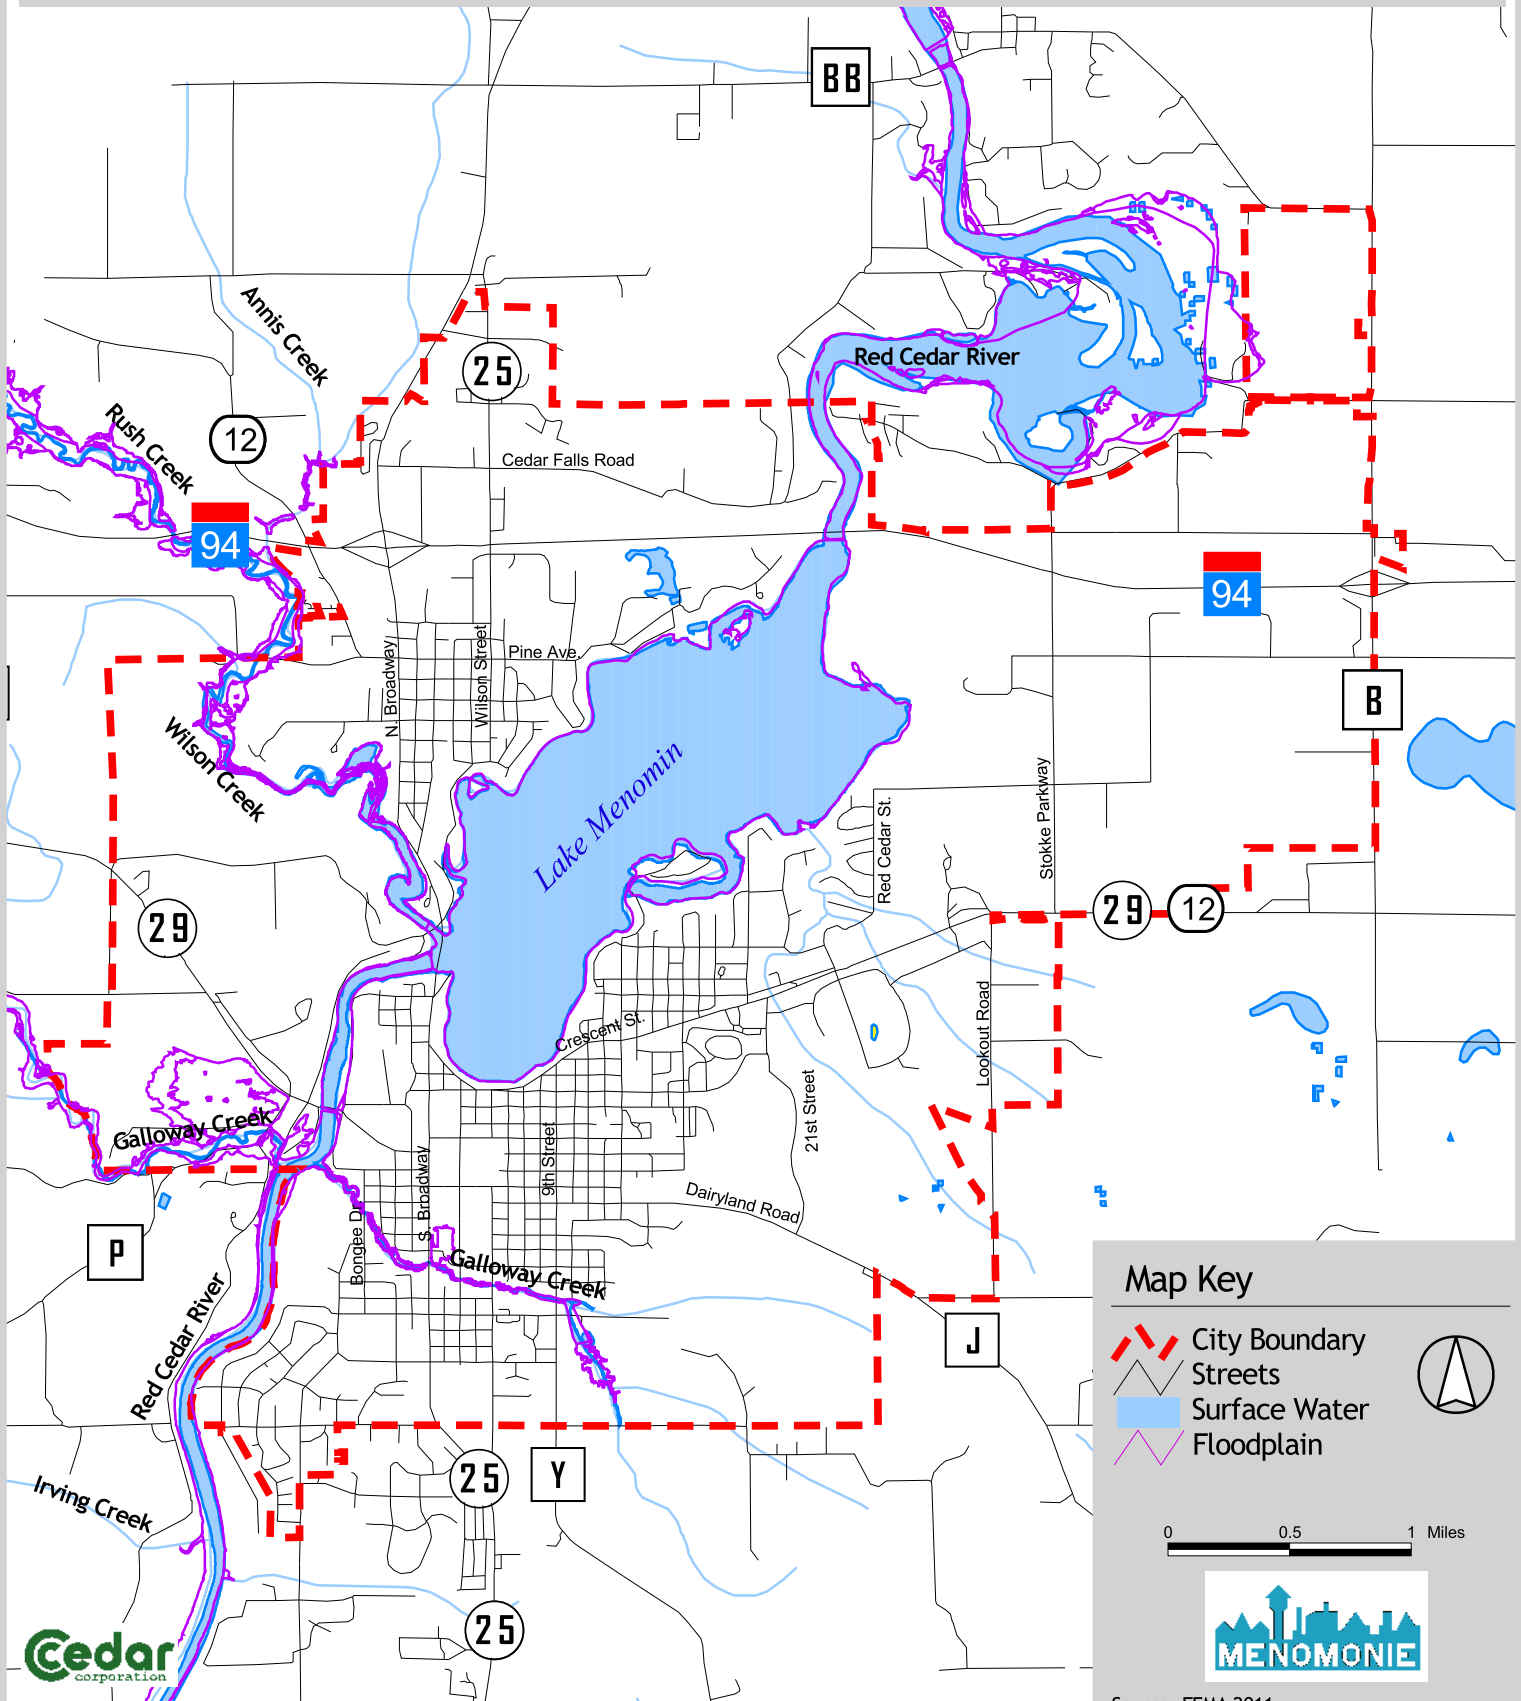 BB
Annis Creek
25
Red Cedar River
Rush Creek
12
Cedar Falls Road
94
94
Pine Ave.
N. Broadway
Wilson Street
B
Wilson Creek
Lake Menomin
Stokke Parkway
Red Cedar St.
29
12
29
Lookout Road
Crescent St.
21st Street
Galloway Creek
9th Street
S. Broadway
Dairyland Road
Bongee Dr.
P
Galloway Creek
Red Cedar River
J
Map Key
City Boundary
Streets
Surface Water
Floodplain
25
Y
Irving Creek
0 0.5 1 Miles
25
Cedar
corporation
MENOMONIE